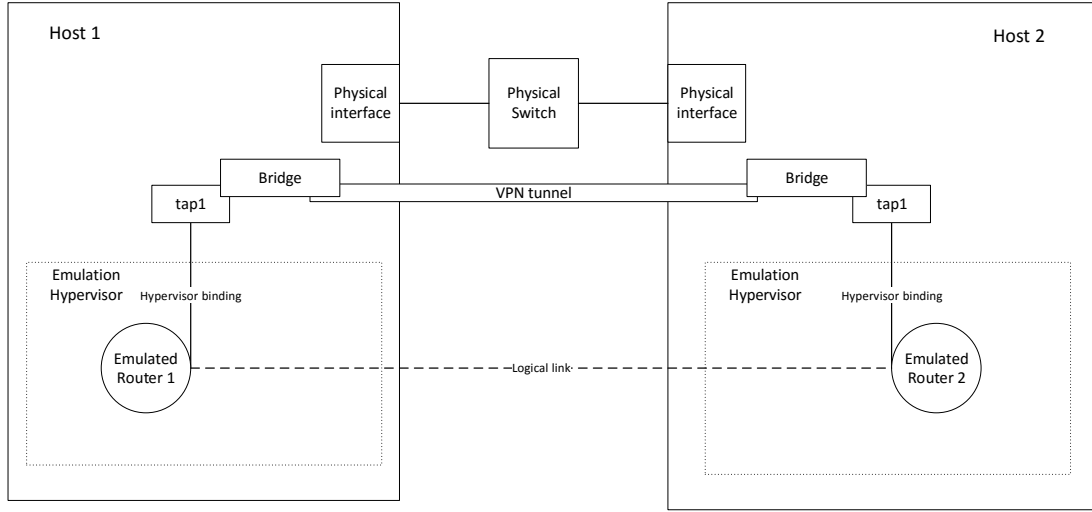 Host 1
Host 2
Physical
interface
Physical
Switch
Physical
interface
Bridge
VPN tunnel
Bridge
tap1
tap1
Emulation
Hypervisor
Hypervisor binding
Emulation
Hypervisor
Hypervisor binding
Emulated
Router 1
Logical link
Emulated
Router 2